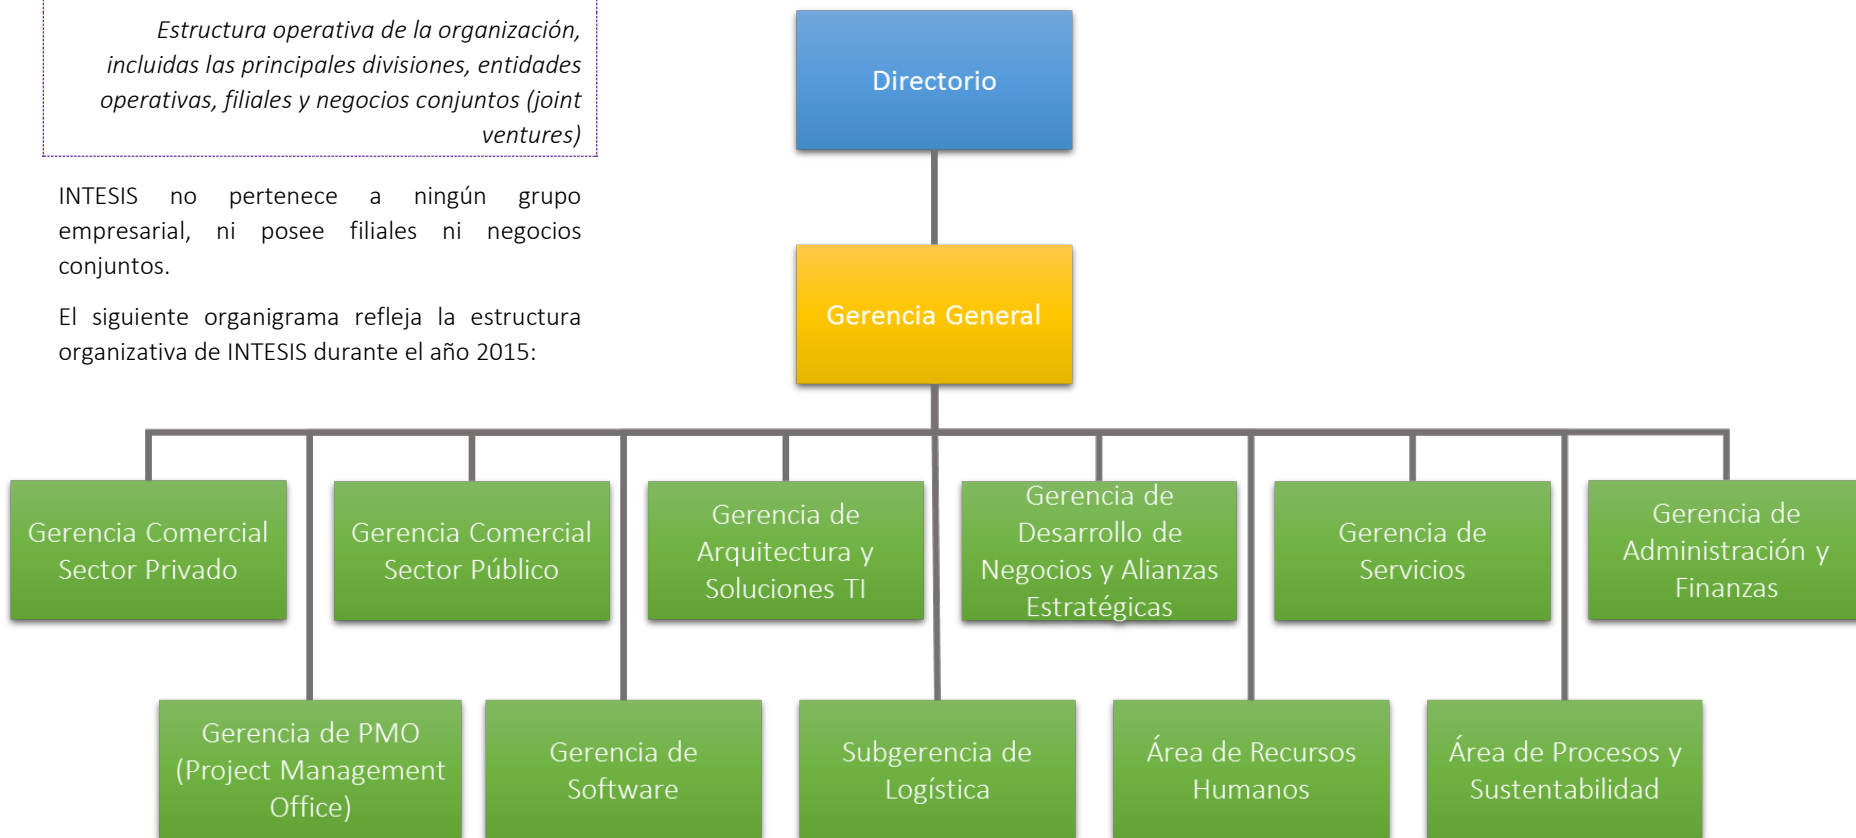 Estructura operativa de la organización,
incluidas las principales divisiones, entidades
operativas, filiales y negocios conjuntos (joint
ventures)
INTESIS no pertenece a ningún grupo
empresarial, ni posee filiales ni negocios
conjuntos.
El siguiente organigrama refleja la estructura
organizativa de INTESIS durante el año 2015:
Directorio
Gerencia General
Gerencia Comercial
Sector Privado
Gerencia Comercial
Sector Público
Gerencia de
Arquitectura y
Soluciones TI
Gerencia de
Desarrollo de
Negocios y Alianzas
Estratégicas
Gerencia de
Servicios
Gerencia de
Administración y
Finanzas
Gerencia de PMO
(Project Management
Office)
Gerencia de
Software
Subgerencia de
Logística
Área de Recursos
Humanos
Área de Procesos y
Sustentabilidad